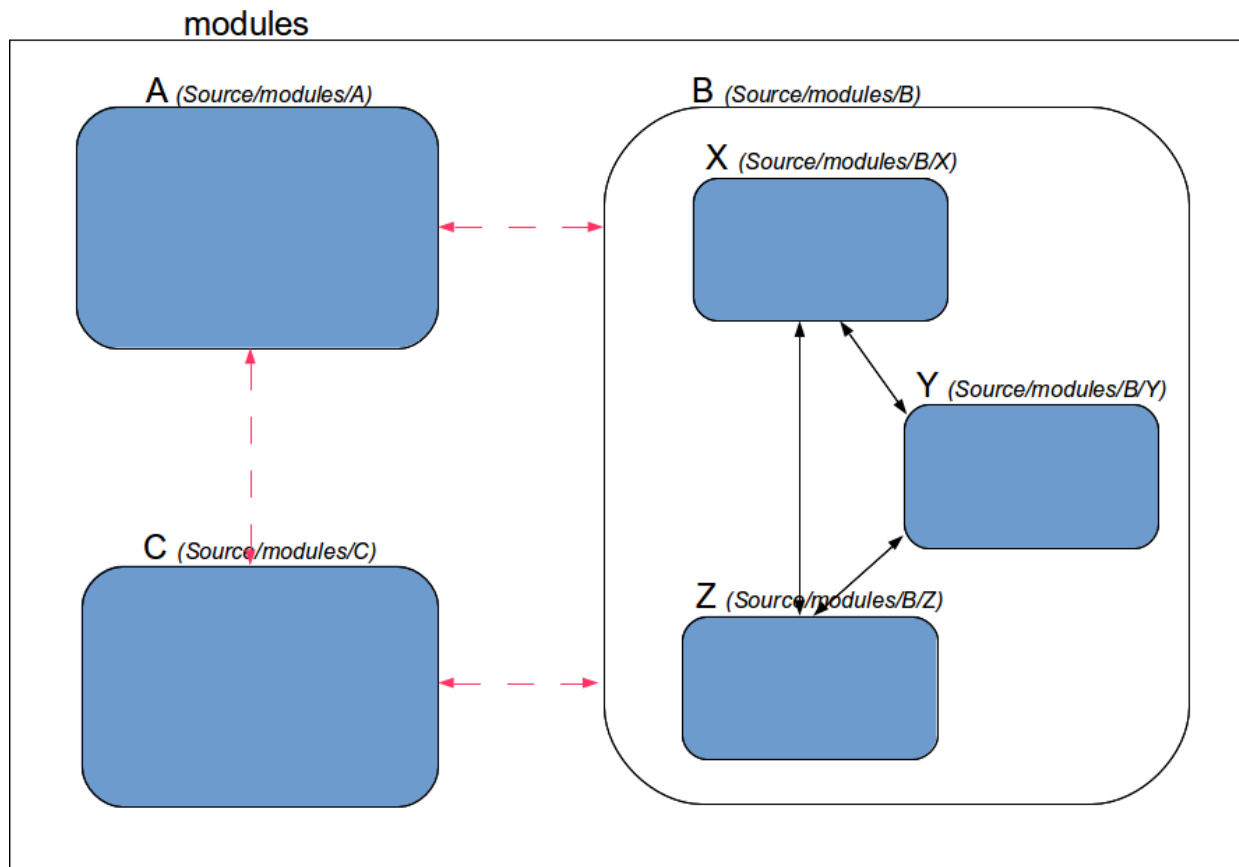 modules
A (Source/modules/A)
B (Source/modules/B)
X (Source/modules/B/X)
Y (Source/modules/B/Y)
C (Source/modules/C)
Z (Source/modules/B/Z)